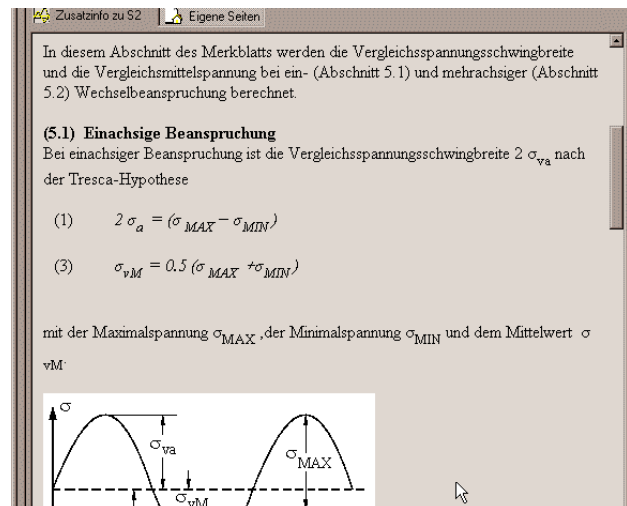 Zusatzinfo zu S2 Eigene Seiten
In diesem Abschnitt des Merkblatts werden die Vergleichsspannungsschwingbreite
und die Vergleichsmittelspannung bei ein- (Abschnitt 5.1) und mehrachsiger (Abschnitt
5.2) Wechselbeanspruchung berechnet.
(5.1) Einachsige Beanspruchung
Bei einachsiger Beanspruchung ist die Vergleichsspannungsschwingbreite 2 σva nach
der Tresca-Hypothese
(1) 2 σa = (σMAX − σMIN)
(3) σvM = 0.5 (σMAX +σMIN)
mit der Maximalspannung σMAX ,der Minimalspannung σMIN und dem Mittelwert σ
vM.
σ
σva
σMAX
σvM